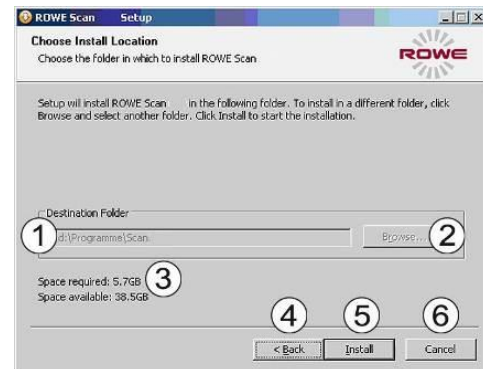 ROWE Scan Setup
Choose Install Location
Choose the folder in which to install ROWE Scan
ROWE
Setup will install ROWE Scan in the following folder. To install in a different folder, click
Browse and select another folder. Click Install to start the installation.
Destination Folder
1 d:\Programme\Scan Browse... 2
Space required: 5.7GB 3
Space available: 38.5GB
4 5 6
< Back Install Cancel